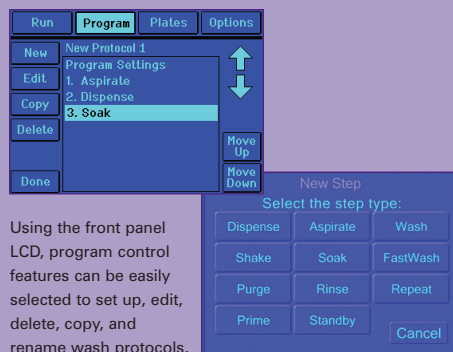 Run Program Plates Options
New
Edit
Copy
Delete
Done
New Protocol 1
Program Settings
1. Aspirate
2. Dispense
3. Soak
Move
Up
Move
Down
Using the front panel
LCD, program control
features can be easily
selected to set up, edit,
delete, copy, and
rename wash protocols.
New Step
Select the step type:
Dispense Aspirate Wash
Shake Soak FastWash
Purge Rinse Repeat
Prime Standby
Cancel